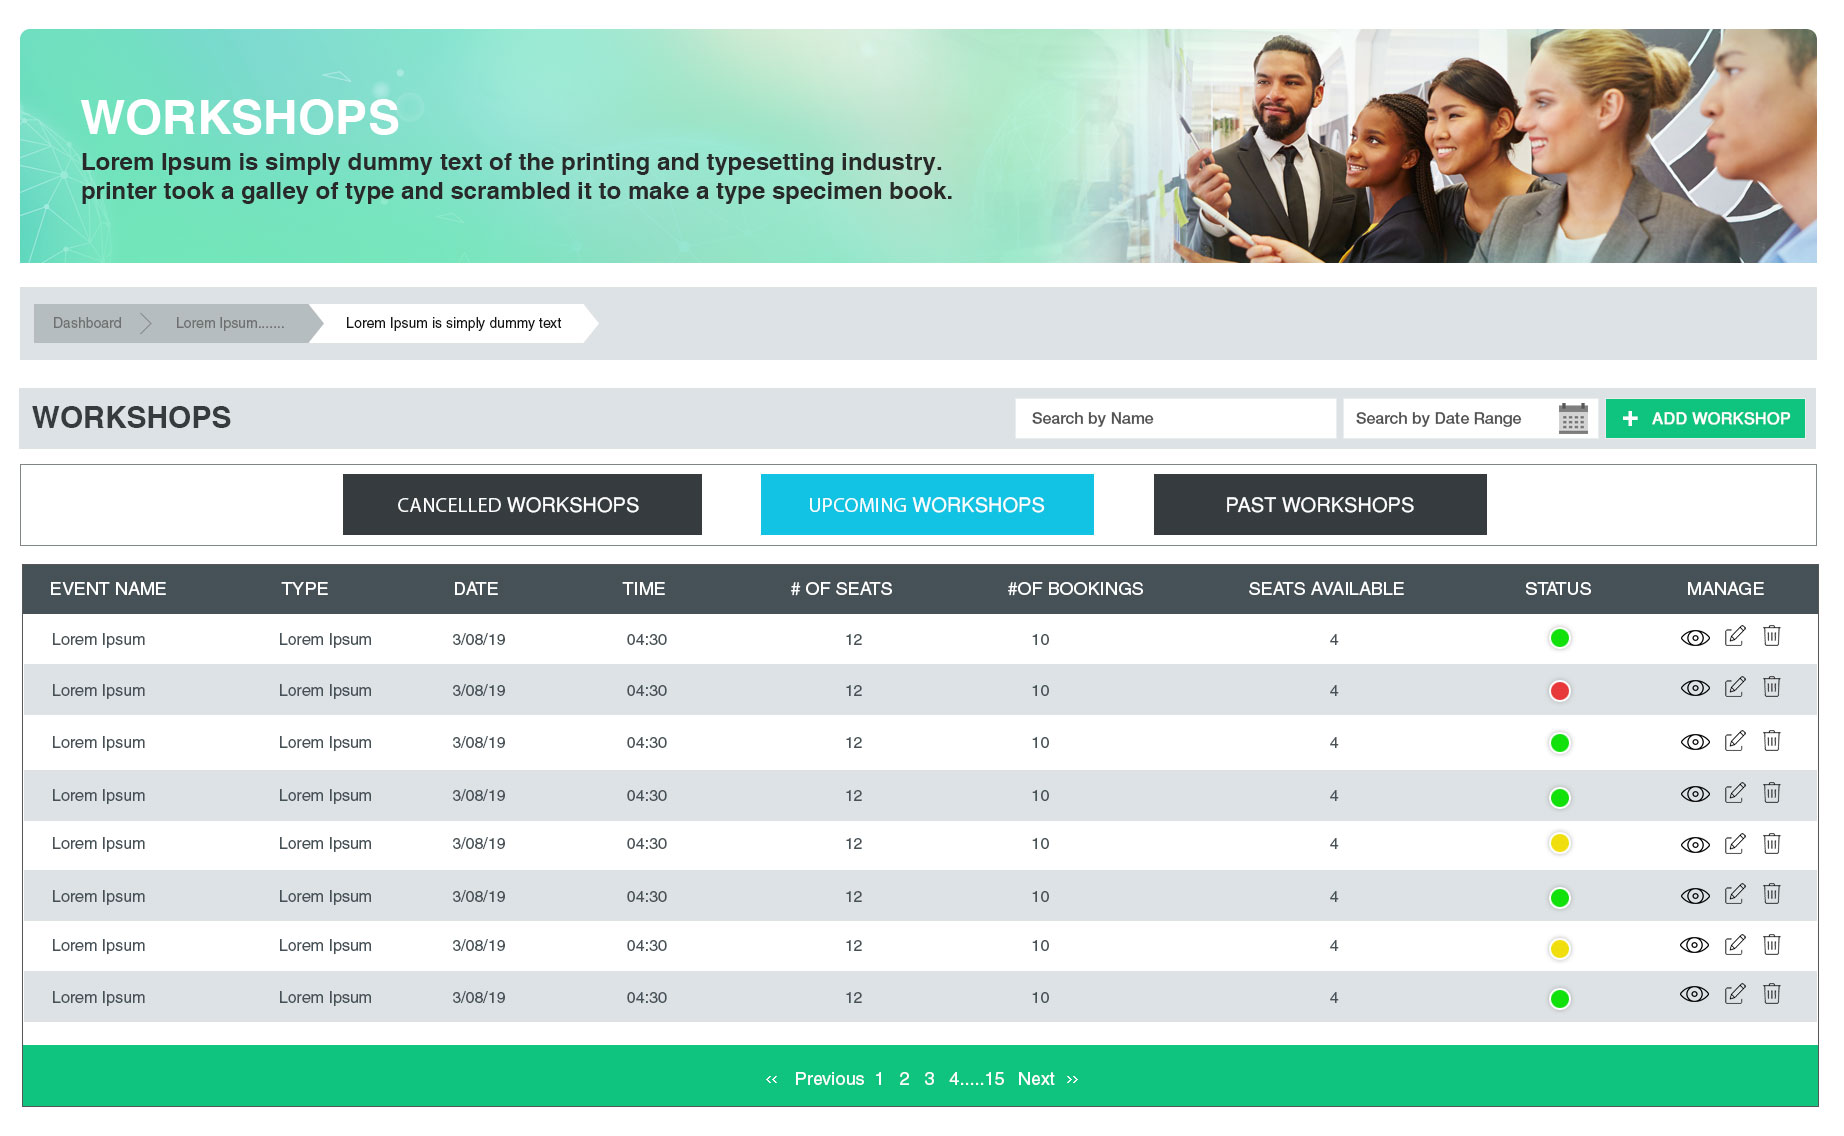 WORKSHOPS
Lorem Ipsum is simply dummy text of the printing and typesetting industry.
printer took a galley of type and scrambled it to make a type specimen book.
Dashboard Lorem Ipsum....... Lorem Ipsum is simply dummy text
WORKSHOPS Search by Name Search by Date Range + ADD WORKSHOP
CANCELLED WORKSHOPS UPCOMING WORKSHOPS PAST WORKSHOPS
EVENT NAME TYPE DATE TIME # OF SEATS #OF BOOKINGS SEATS AVAILABLE STATUS MANAGE
Lorem Ipsum Lorem Ipsum 3/08/19 04:30 12 10 4
Lorem Ipsum Lorem Ipsum 3/08/19 04:30 12 10 4
Lorem Ipsum Lorem Ipsum 3/08/19 04:30 12 10 4
Lorem Ipsum Lorem Ipsum 3/08/19 04:30 12 10 4
Lorem Ipsum Lorem Ipsum 3/08/19 04:30 12 10 4
Lorem Ipsum Lorem Ipsum 3/08/19 04:30 12 10 4
Lorem Ipsum Lorem Ipsum 3/08/19 04:30 12 10 4
Lorem Ipsum Lorem Ipsum 3/08/19 04:30 12 10 4
‹‹ Previous 1 2 3 4.....15 Next ››